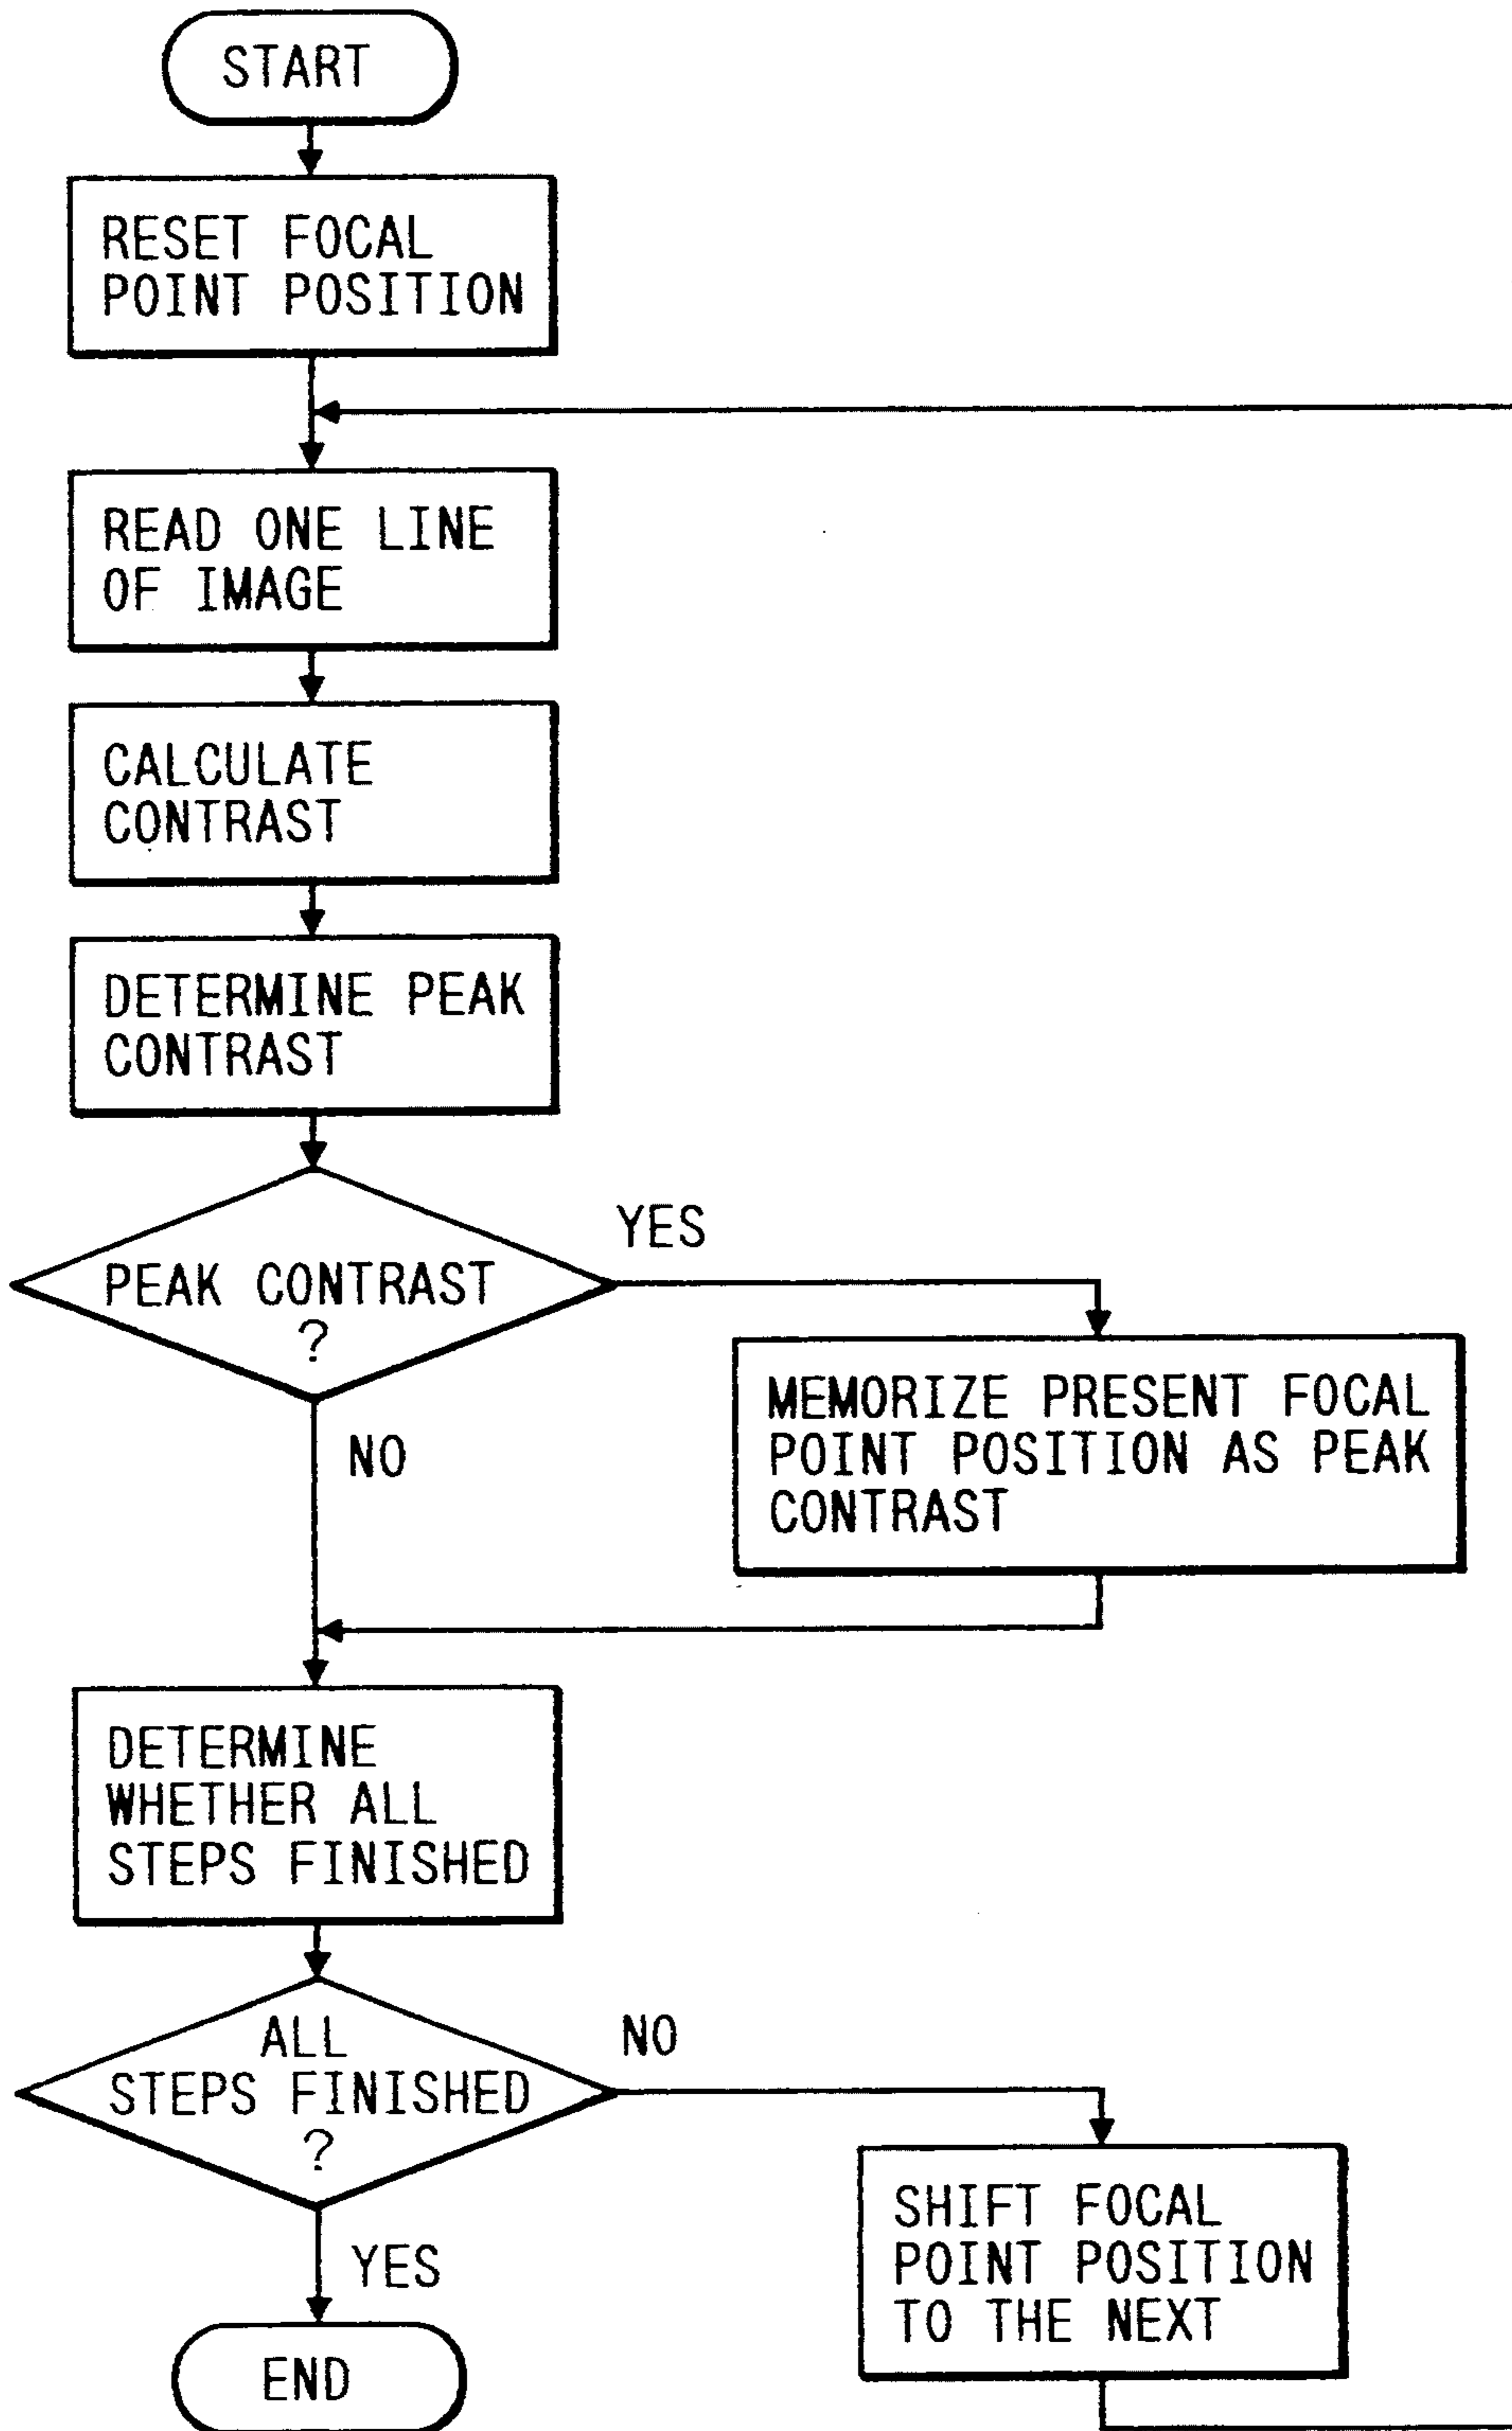 START
RESET FOCAL
POINT POSITION
READ ONE LINE
OF IMAGE
CALCULATE
CONTRAST
DETERMINE PEAK
CONTRAST
PEAK CONTRAST
?
YES
NO
MEMORIZE PRESENT FOCAL
POINT POSITION AS PEAK
CONTRAST
DETERMINE
WHETHER ALL
STEPS FINISHED
ALL
STEPS FINISHED
?
NO
YES
SHIFT FOCAL
POINT POSITION
TO THE NEXT
END